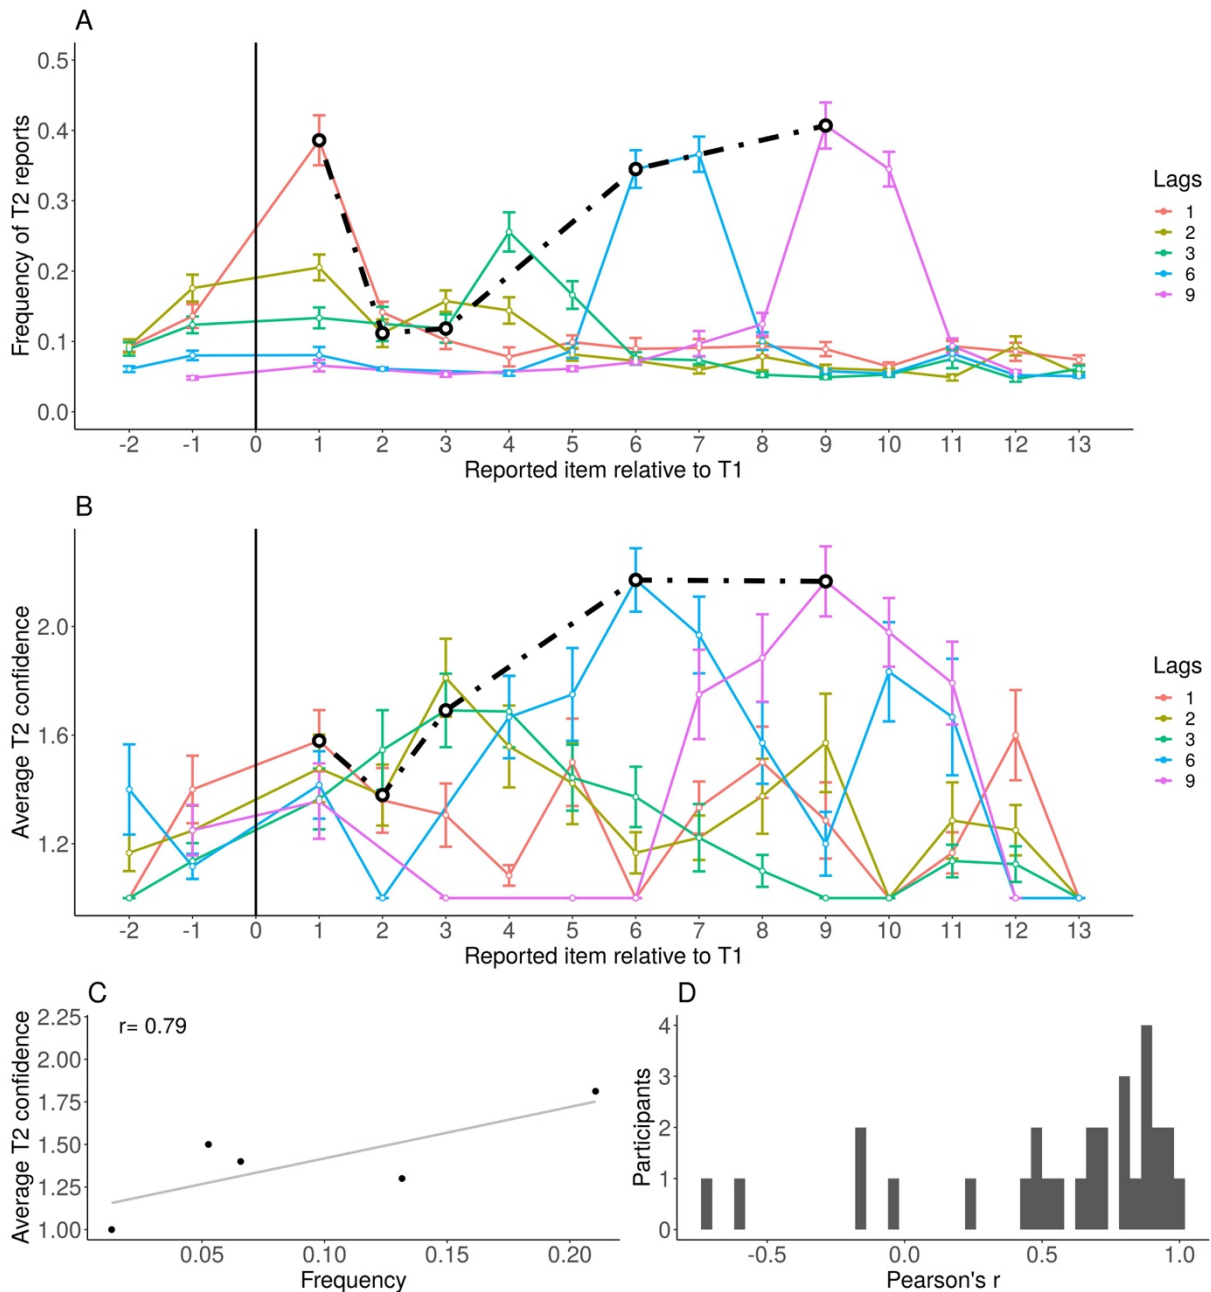 A
Frequency of T2 reports
0.5
0.4
0.3
0.2
0.1
0.0
-2 -1 0 1 2 3 4 5 6 7 8 9 10 11 12 13
Reported item relative to T1
Lags
1
2
3
6
9
B
Average T2 confidence
2.0
1.6
1.2
-2 -1 0 1 2 3 4 5 6 7 8 9 10 11 12 13
Reported item relative to T1
Lags
1
2
3
6
9
C
r= 0.79
Average T2 confidence
2.25
2.00
1.75
1.50
1.25
1.00
0.05 0.10 0.15 0.20
Frequency
D
Participants
4
3
2
1
0
-0.5 0.0 0.5 1.0
Pearson's r